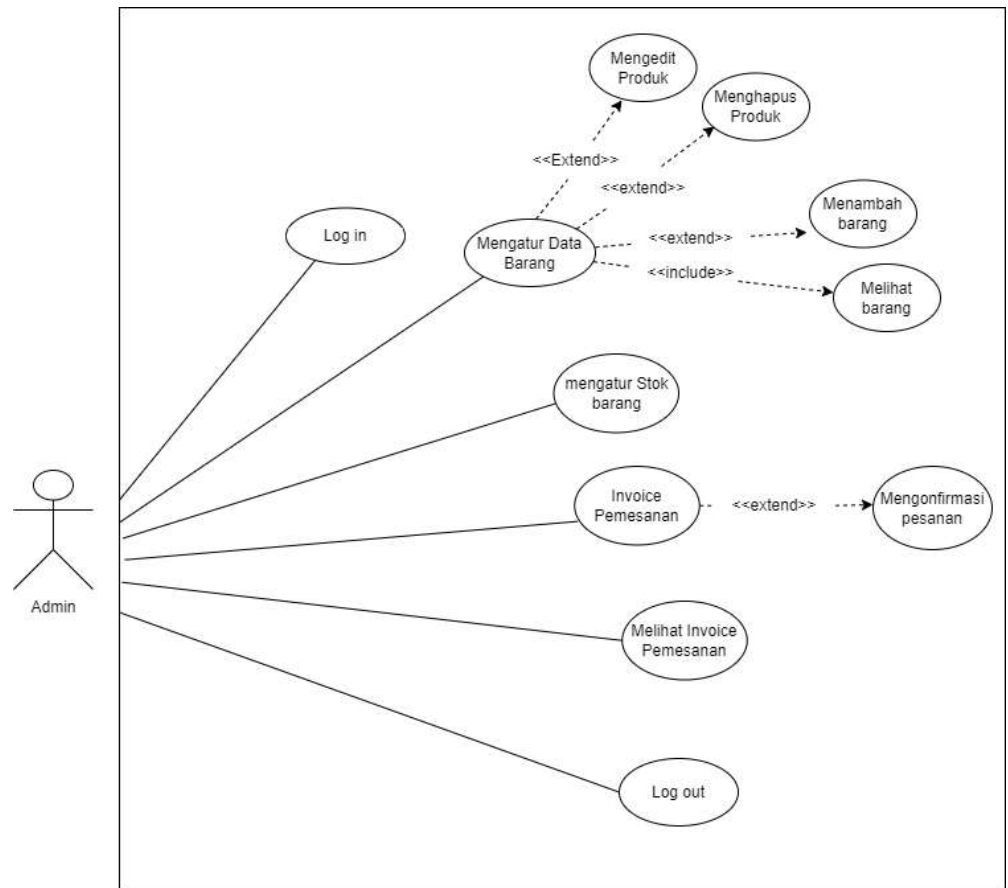 Mengedit
Produk
Menghapus
Produk
<<Extend>>
<<extend>>
Menambah
barang
Log in
Mengatur Data
Barang
<<extend>>
<<include>>
Melihat
barang
mengatur Stok
barang
Invoice
Pemesanan
<<extend>>
Mengonfirmasi
pesanan
Admin
Melihat Invoice
Pemesanan
Log out